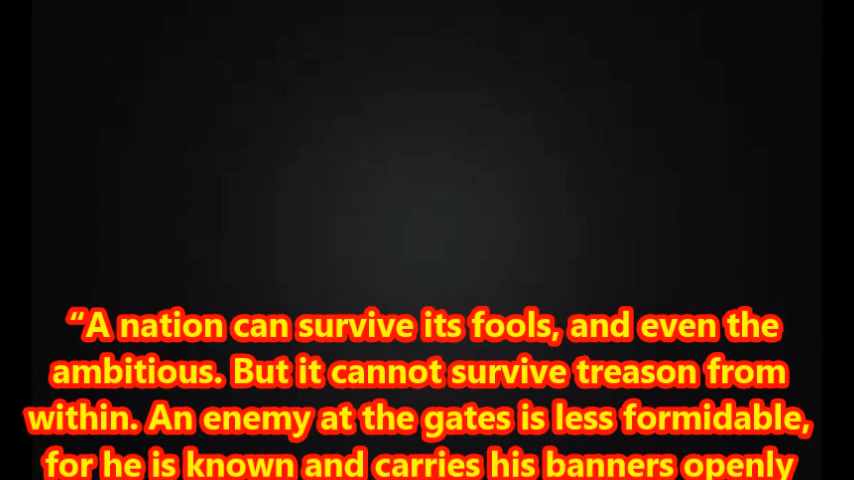 “A nation can survive its fools, and even the
ambitious. But it cannot survive treason from
within. An enemy at the gates is less formidable,
for he is known and carries his banners openly